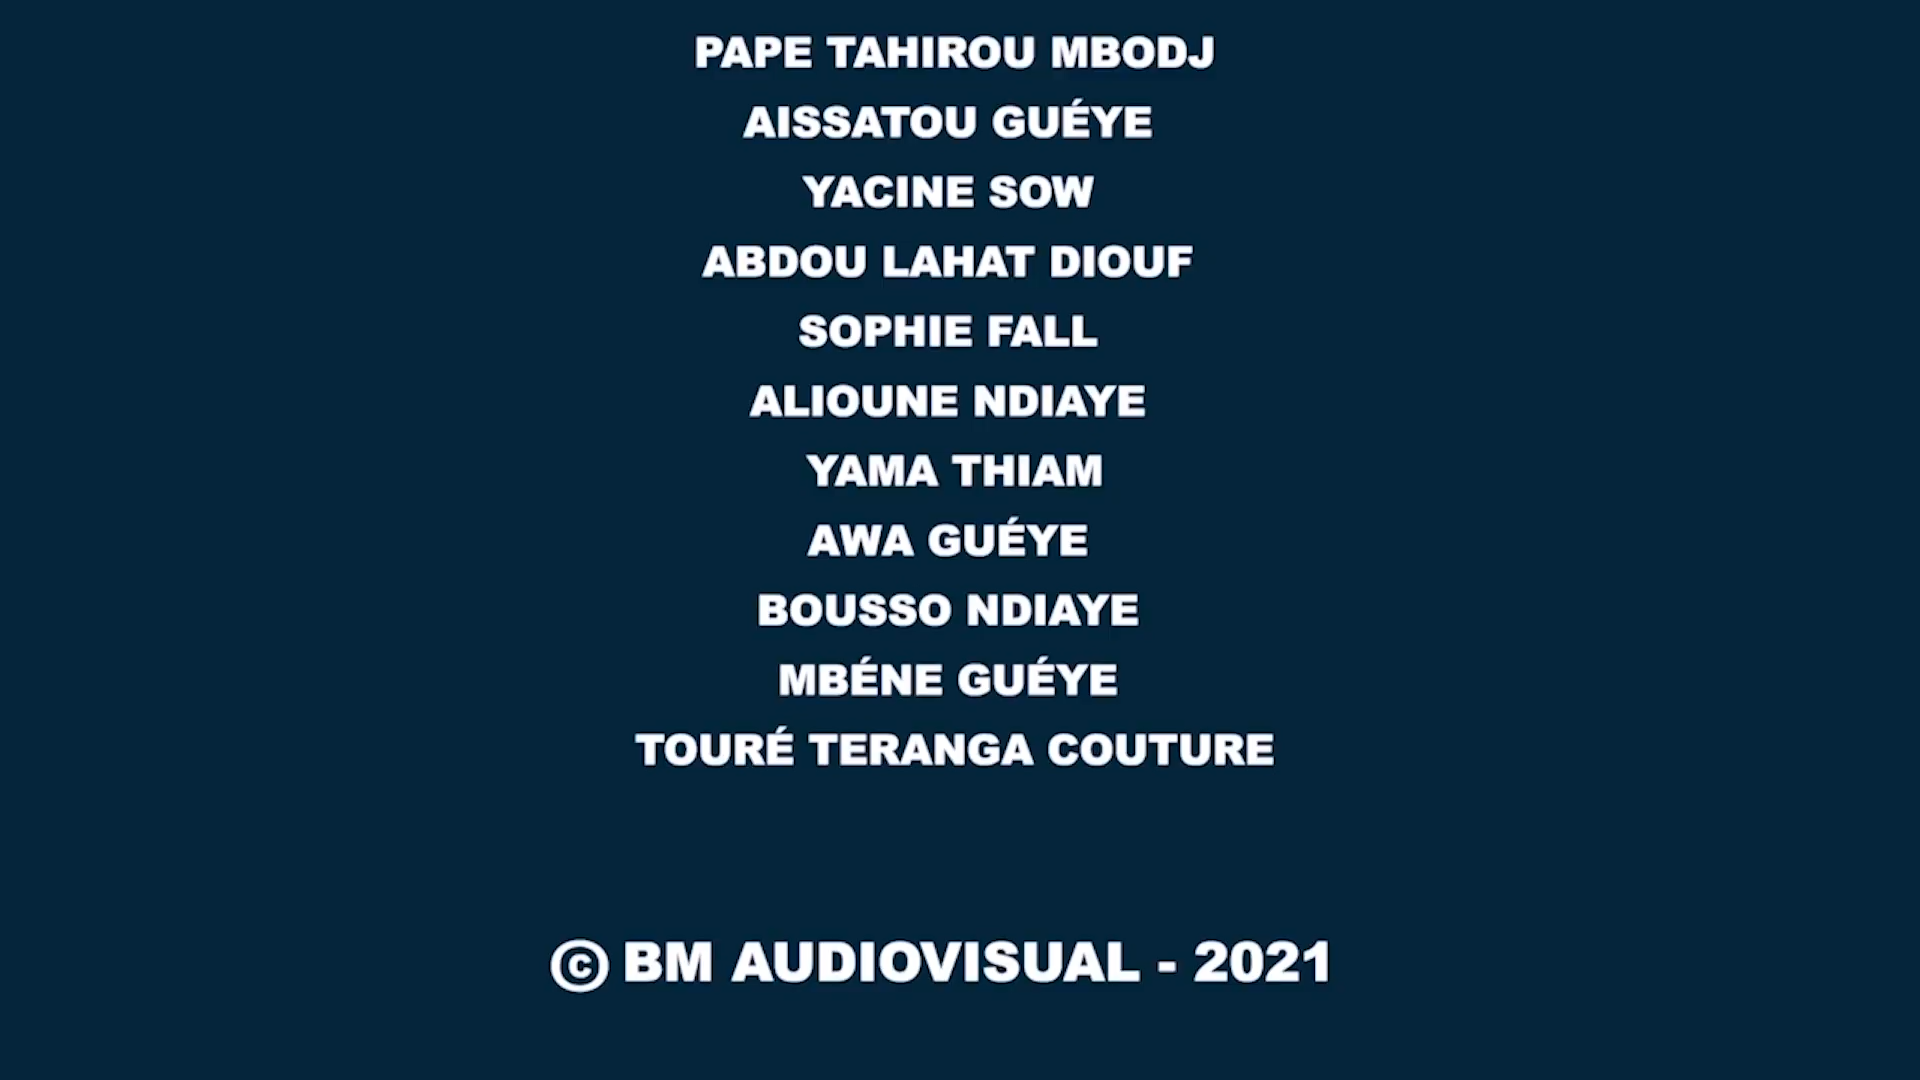 PAPE TAHIROU MBODJ
AISSATOU GUÉYE
YACINE SOW
ABDOU LAHAT DIOUF
SOPHIE FALL
ALIOUNE NDIAYE
YAMA THIAM
AWA GUÉYE
BOUSSO NDIAYE
MBÉNE GUÉYE
TOURÉ TERANGA COUTURE
© BM AUDIOVISUAL - 2021